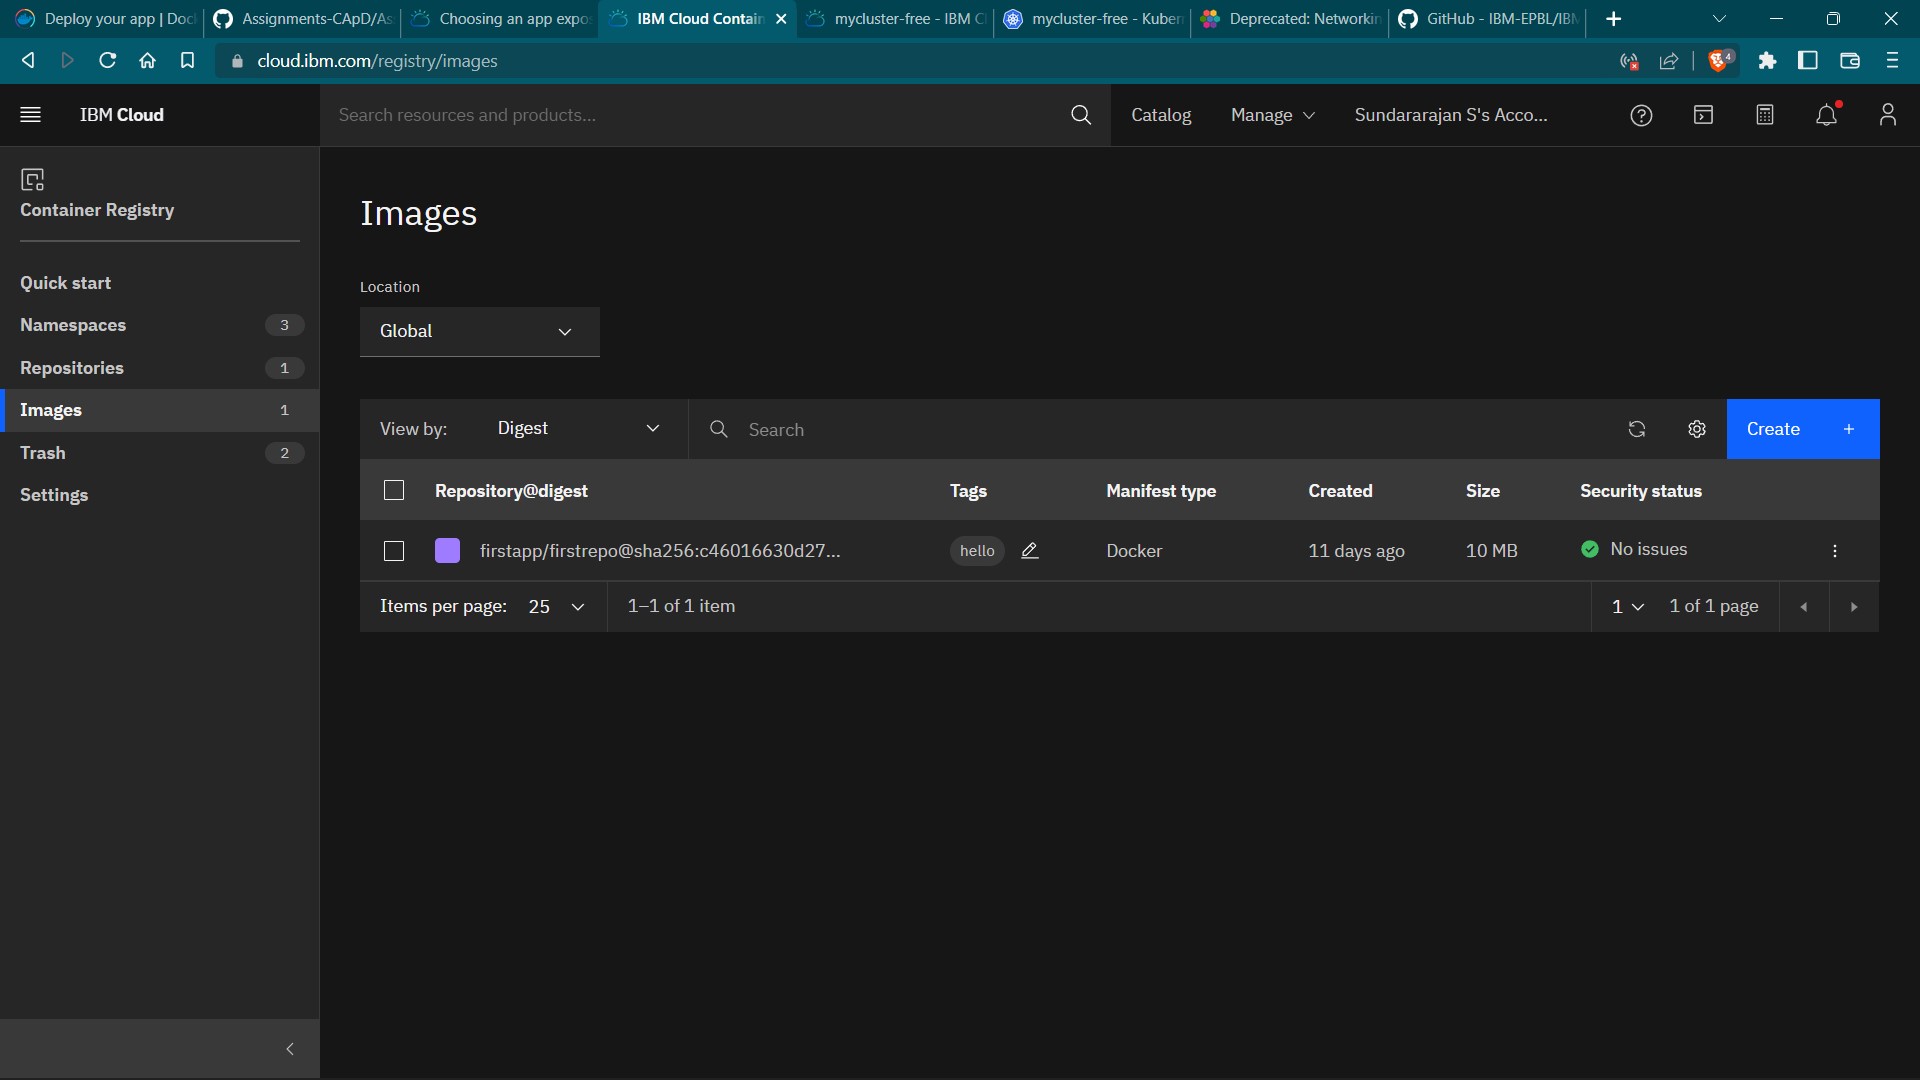 Deploy your app | Doc
Assignments-CApD/As
Choosing an app expos
IBM Cloud Contain
mycluster-free - IBM C
mycluster-free - Kuber
Deprecated: Networkin
GitHub - IBM-EPBL/IBM
cloud.ibm.com/registry/images
4
IBM Cloud
Search resources and products...
Catalog
Manage
Sundararajan S's Acco...
Container Registry
Quick start
Namespaces 3
Repositories 1
Images 1
Trash 2
Settings
Images
Location
Global
View by: Digest
Search
Create +
Repository@digest Tags Manifest type Created Size Security status
firstapp/firstrepo@sha256:c46016630d27... hello Docker 11 days ago 10 MB No issues
Items per page: 25 1–1 of 1 item 1 1 of 1 page